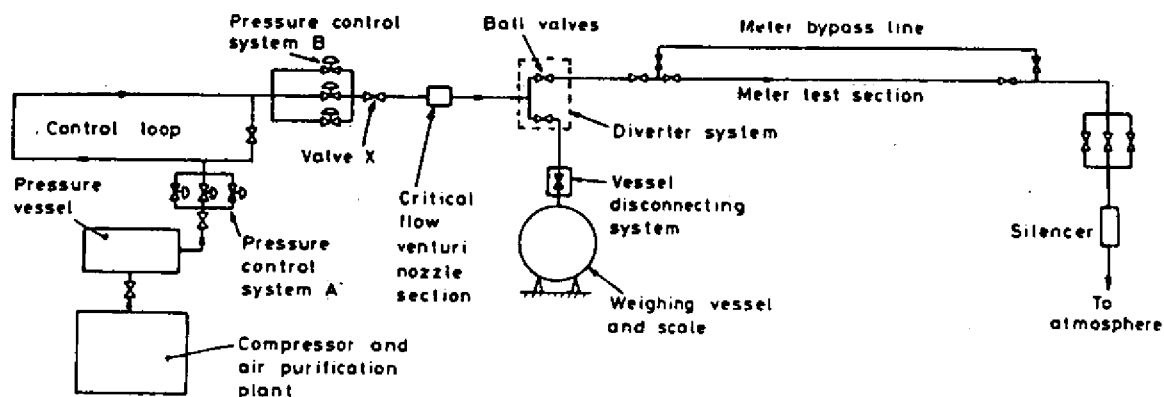 Pressure control
system B
Ball valves
Meter bypass line
Control loop
Valve X
Meter test section
Diverter system
Pressure
vessel
Critical
flow
venturi
nozzle
section
Vessel
disconnecting
system
Silencer
Pressure
control
system A
Weighing vessel
and scale
To
atmosphere
Compressor and
air purification
plant